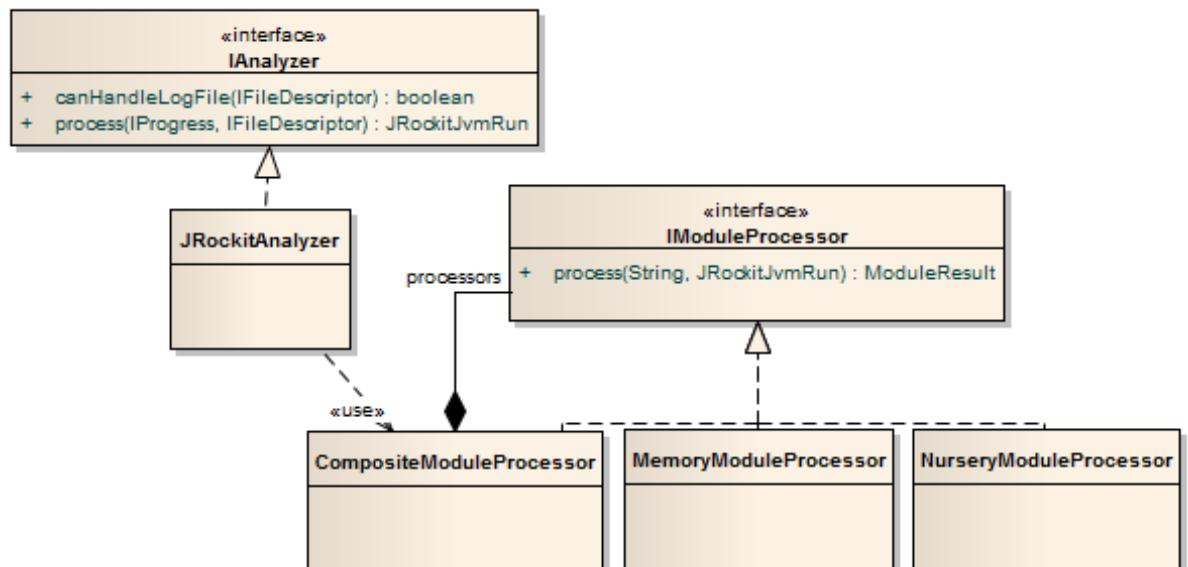 «interface»
IAnalyzer
+ canHandleLogFile(IFileDescriptor) : boolean
+ process(IProgress, IFileDescriptor) : JRockitJvmRun
JRockitAnalyzer
«interface»
IModuleProcessor
processors
+ process(String, JRockitJvmRun) : ModuleResult
«use»
CompositeModuleProcessor
MemoryModuleProcessor
NurseryModuleProcessor